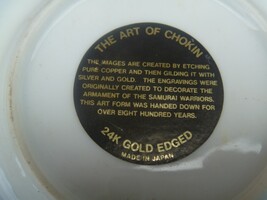 THE ART OF CHOKIN
THE IMAGES ARE CREATED BY ETCHING
PURE COPPER AND THEN GILDING IT WITH
SILVER AND GOLD. THE ENGRAVINGS WERE
ORIGINALLY CREATED TO DECORATE THE
ARMAMENT OF THE SAMURAI WARRIORS.
THIS ART FORM WAS HANDED DOWN FOR
OVER EIGHT HUNDRED YEARS.
24K GOLD EDGED
MADE IN JAPAN